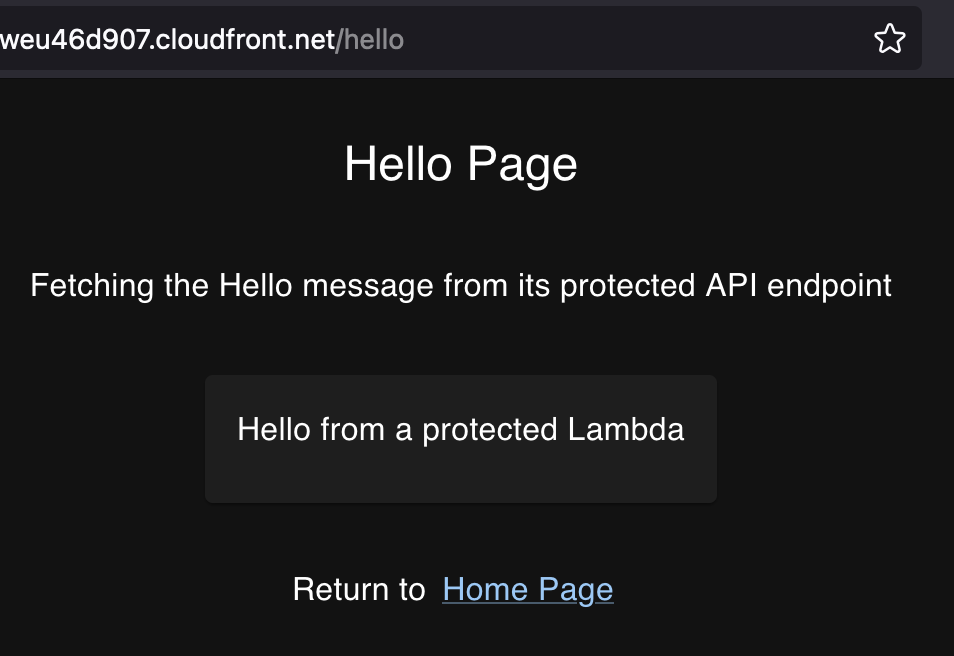 weu46d907.cloudfront.net/hello
Hello Page
Fetching the Hello message from its protected API endpoint
Hello from a protected Lambda
Return to Home Page